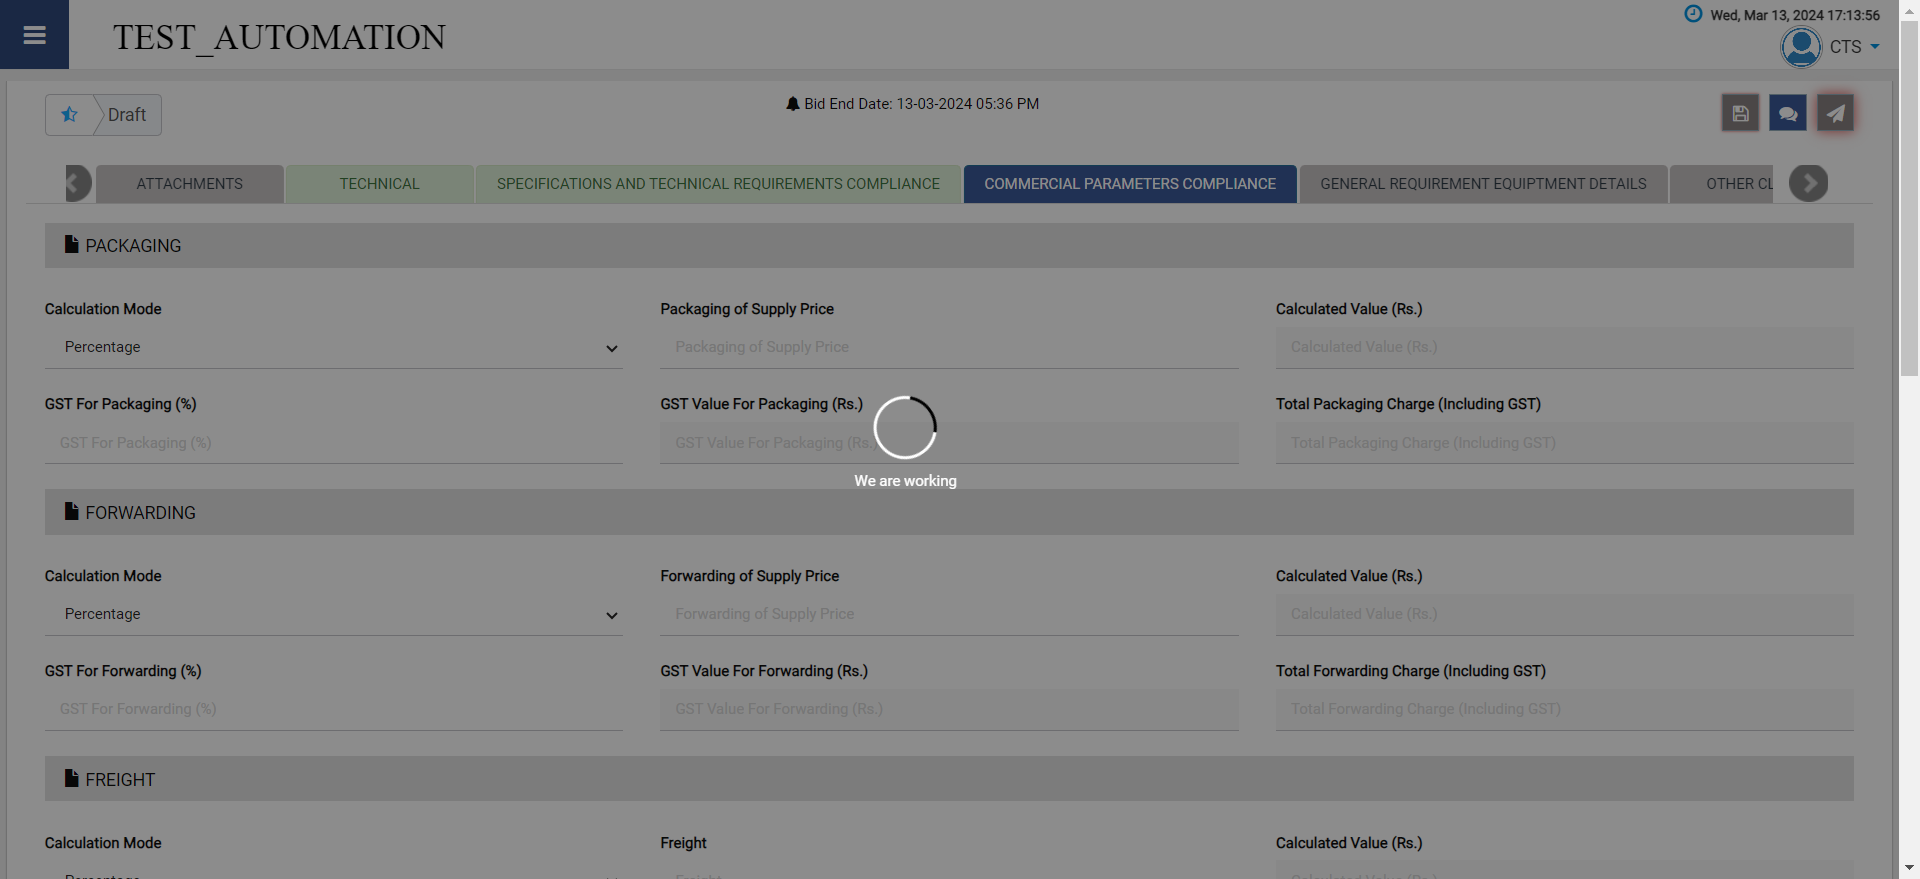 TEST_AUTOMATION
Wed, Mar 13, 2024 17:13:56
CTS
Draft
Bid End Date: 13-03-2024 05:36 PM
ATTACHMENTS
TECHNICAL
SPECIFICATIONS AND TECHNICAL REQUIREMENTS COMPLIANCE
COMMERCIAL PARAMETERS COMPLIANCE
GENERAL REQUIREMENT EQUIPTMENT DETAILS
OTHER CL
PACKAGING
Calculation Mode
Packaging of Supply Price
Calculated Value (Rs.)
Percentage
Packaging of Supply Price
Calculated Value (Rs.)
GST For Packaging (%)
GST Value For Packaging (Rs.)
Total Packaging Charge (Including GST)
GST For Packaging (%)
GST Value For Packaging (Rs.)
Total Packaging Charge (Including GST)
We are working
FORWARDING
Calculation Mode
Forwarding of Supply Price
Calculated Value (Rs.)
Percentage
Forwarding of Supply Price
Calculated Value (Rs.)
GST For Forwarding (%)
GST Value For Forwarding (Rs.)
Total Forwarding Charge (Including GST)
GST For Forwarding (%)
GST Value For Forwarding (Rs.)
Total Forwarding Charge (Including GST)
FREIGHT
Calculation Mode
Freight
Calculated Value (Rs.)
Percentage
Freight
Calculated Value (Rs.)